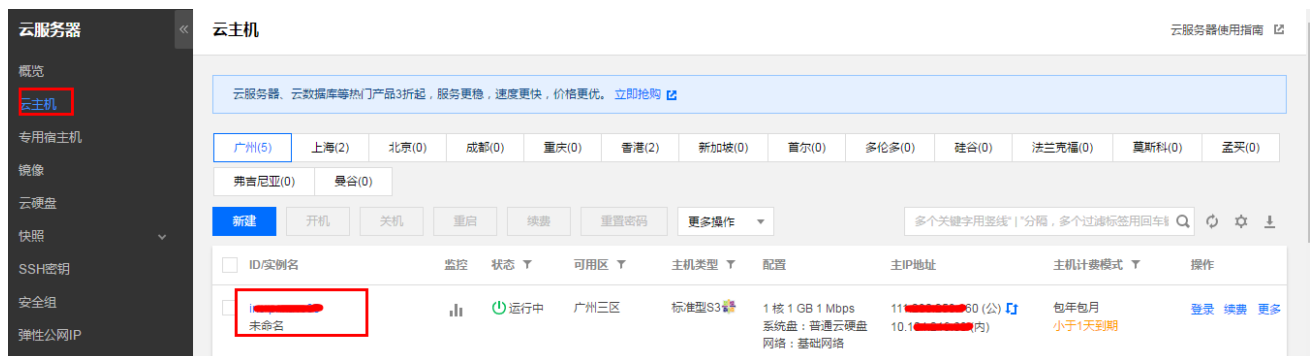 云服务器
云主机
云服务器使用指南
概览
云主机
专用宿主机
镜像
云硬盘
快照
SSH密钥
安全组
弹性公网IP
云服务器、云数据库等热门产品3折起，服务更稳，速度更快，价格更优。 立即抢购
广州(5) 上海(2) 北京(0) 成都(0) 重庆(0) 香港(2) 新加坡(0) 首尔(0) 多伦多(0) 硅谷(0) 法兰克福(0) 莫斯科(0) 孟买(0)
弗吉尼亚(0) 曼谷(0)
新建 开机 关机 重启 续费 重置密码 更多操作 多个关键字用竖线"|"分隔，多个过滤标签用回车
ID/实例名 监控 状态 可用区 主机类型 配置 主IP地址 主机计费模式 操作
运行中 广州三区 标准型S3 1 核 1 GB 1 Mbps 111 60 (公) 包年包月 登录 续费 更多
未命名 系统盘：普通云硬盘 10.1 (内) 小于1天到期
网络：基础网络